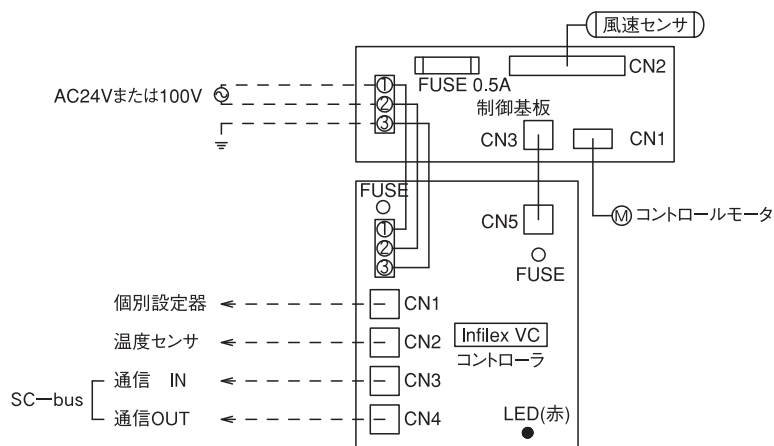 風速センサ
CN2
FUSE 0.5A
AC24Vまたは100V
①
②
③
制御基板
CN3
CN1
FUSE
CN5
コントロールモータ
M
①
②
③
FUSE
個別設定器
CN1
温度センサ
CN2
Infilex VC
コントローラ
通信 IN
CN3
SC-bus
通信OUT
CN4
LED(赤)